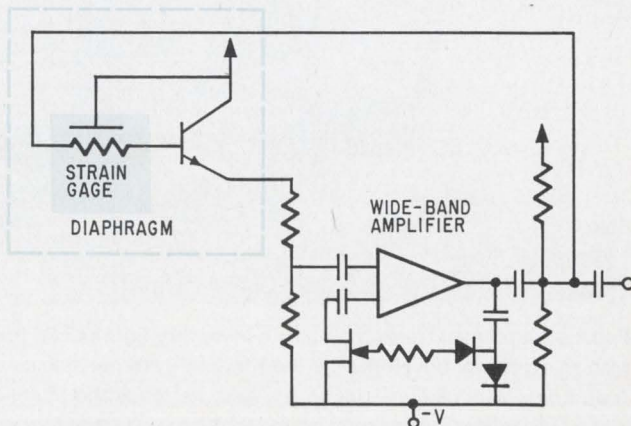 STRAIN
GAGE
DIAPHRAGM
WIDE-BAND
AMPLIFIER
-V